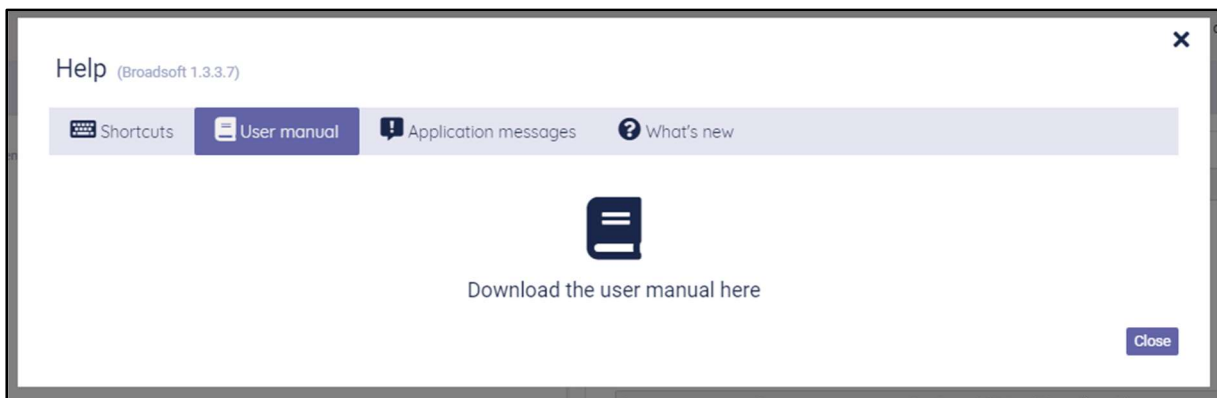 Help (Broadsoft 1.3.3.7)
Shortcuts User manual Application messages What's new
Download the user manual here
Close